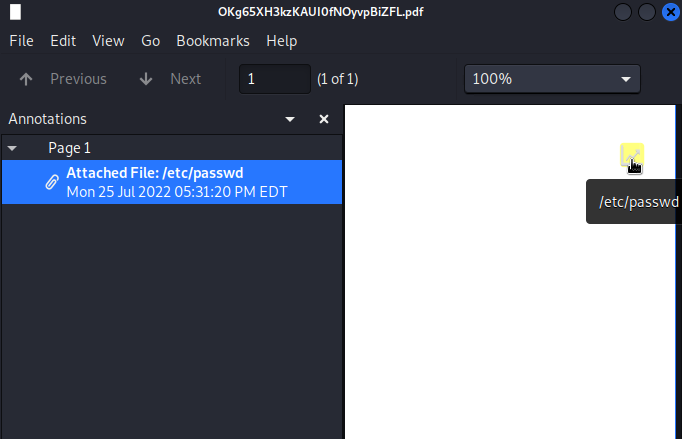 OKg65XH3kzKAUI0fNOyvpBiZFL.pdf
File Edit View Go Bookmarks Help
Previous Next 1 (1 of 1) 100%
Annotations
Page 1
Attached File: /etc/passwd
Mon 25 Jul 2022 05:31:20 PM EDT
/etc/passwd